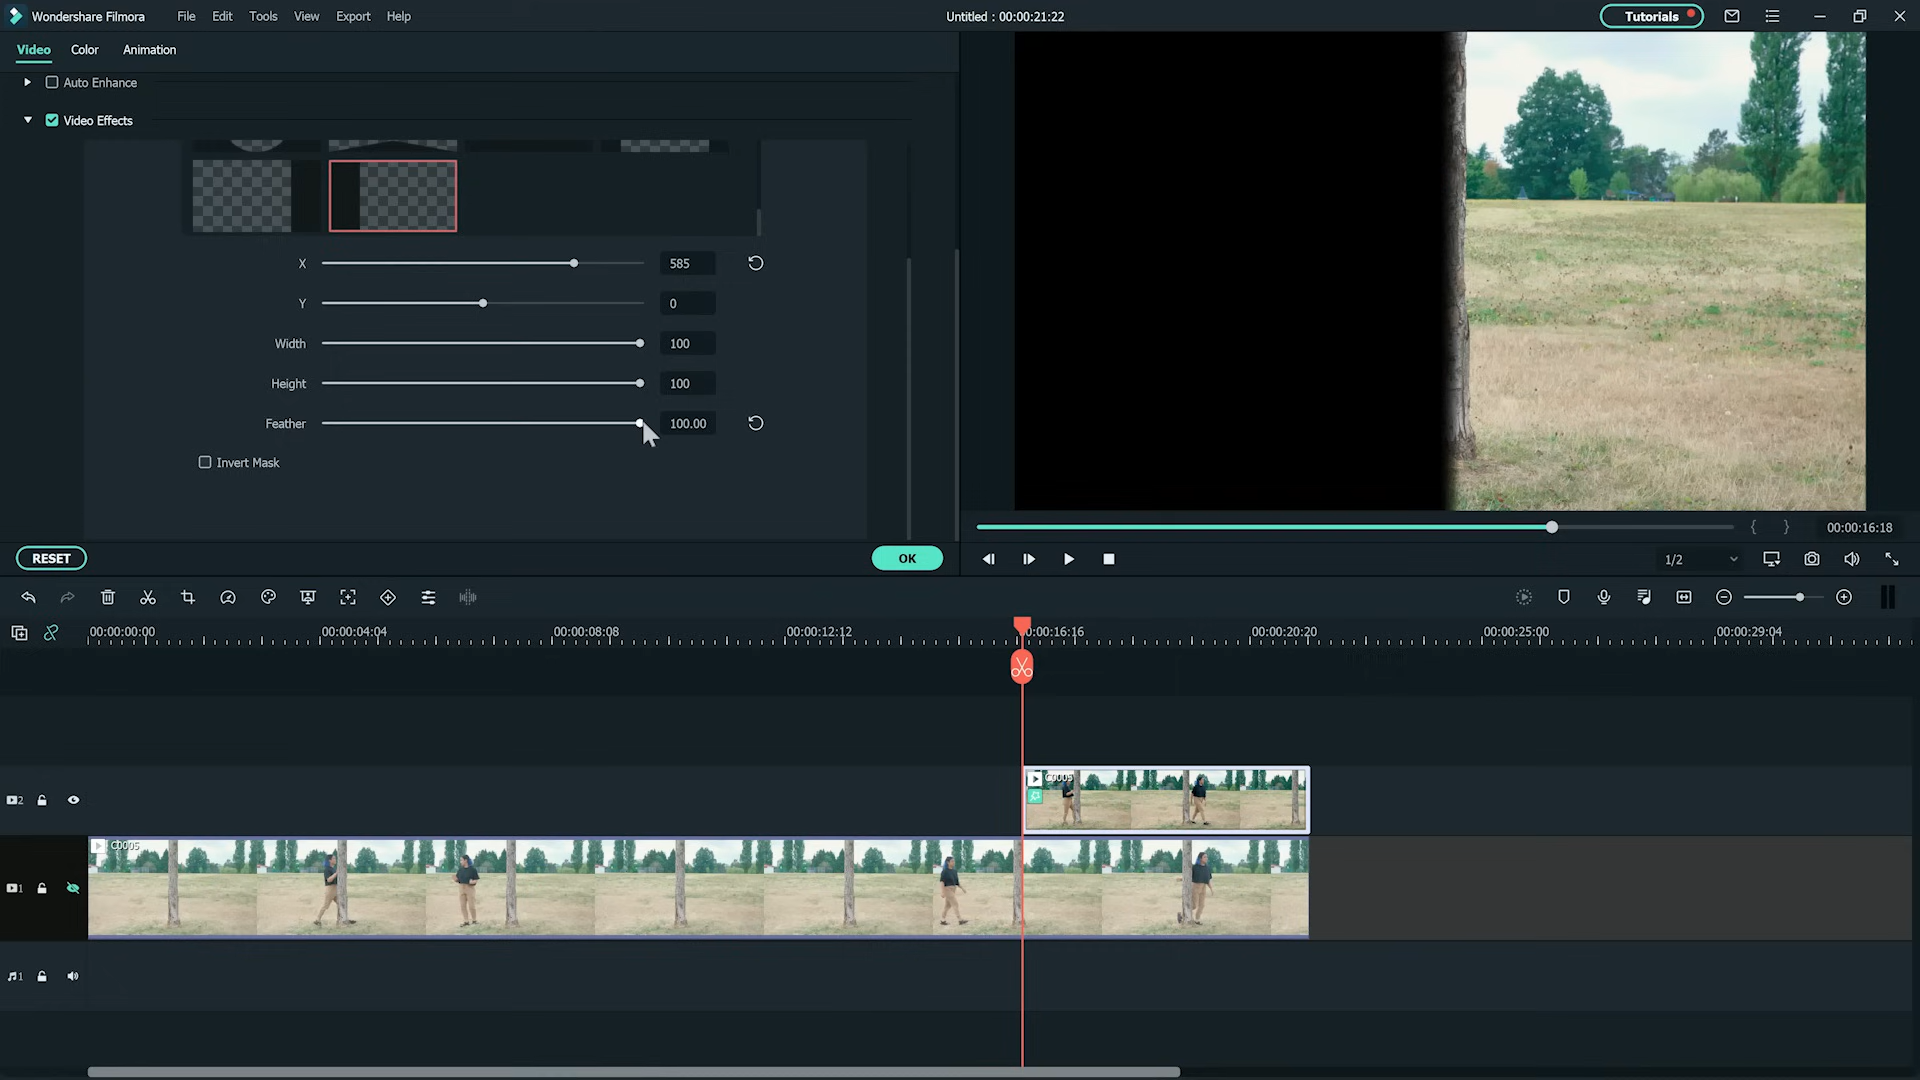 Wondershare Filmora File Edit Tools View Export Help Untitled : 00:00:21:22 Tutorials
Video Color Animation
Auto Enhance
Video Effects
X 585
Y 0
Width 100
Height 100
Feather 100.00
Invert Mask
00:00:16:18
RESET OK 1/2
00:00:00:00 00:00:04:04 00:00:08:08 00:00:12:12 00:00:16:16 00:00:20:20 00:00:25:00 00:00:29:04
C0005
2
C0005
1
1